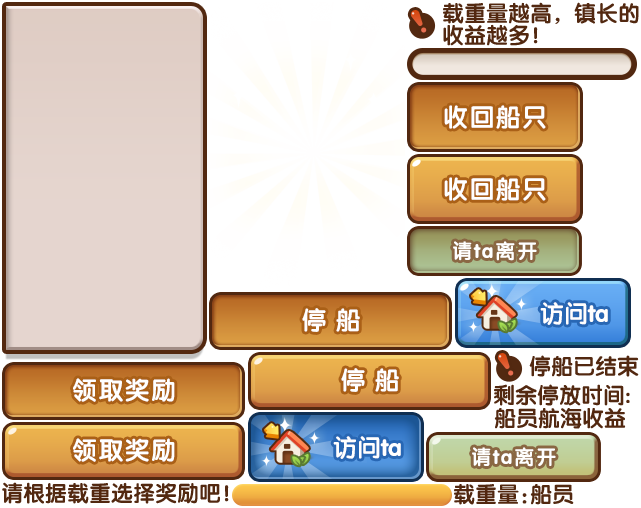 载重量越高，镇长的
收益越多!
收回船只
收回船只
请ta离开
停 船
访问ta
停船已结束
领取奖励
停 船
剩余停放时间:
船员航海收益
领取奖励
访问ta
请ta离开
请根据载重选择奖励吧!
载重量:船员